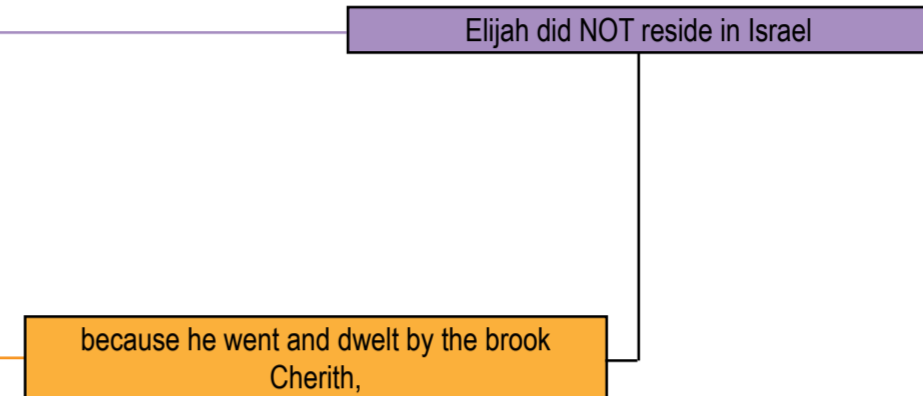 Elijah did NOT reside in Israel
because he went and dwelt by the brook
Cherith,